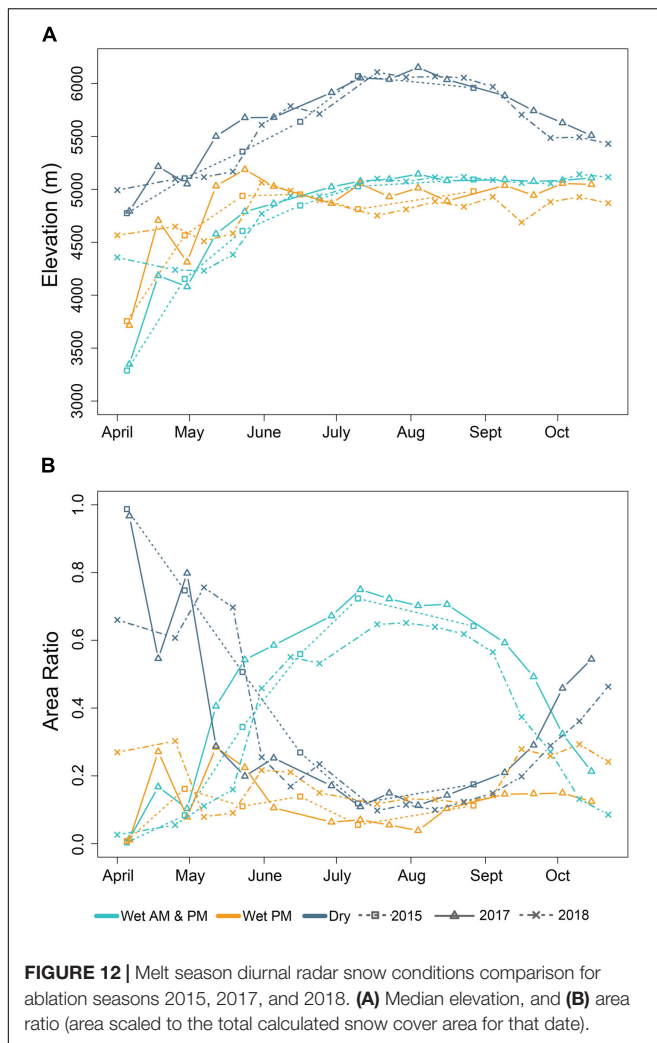 A
Elevation (m)
6000
5500
5000
4500
4000
3500
3000
April May June July Aug Sept Oct
B
Area Ratio
1.0
0.8
0.6
0.4
0.2
0.0
April May June July Aug Sept Oct
Wet AM & PM Wet PM Dry 2015 2017 2018
FIGURE 12 | Melt season diurnal radar snow conditions comparison for
ablation seasons 2015, 2017, and 2018. (A) Median elevation, and (B) area
ratio (area scaled to the total calculated snow cover area for that date).